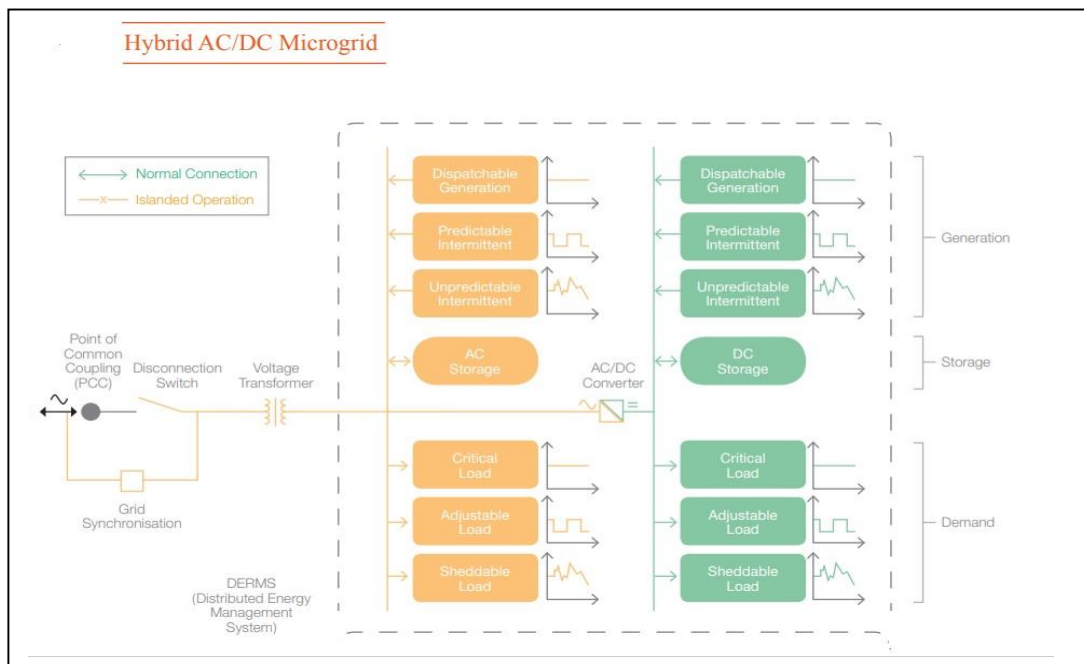 Hybrid AC/DC Microgrid
Normal Connection
x
Islanded Operation
Dispatchable
Generation
Predictable
Intermittent
Unpredictable
Intermittent
AC
Storage
Dispatchable
Generation
Predictable
Intermittent
Unpredictable
Intermittent
DC
Storage
Generation
Storage
Point of
Common
Coupling
(PCC)
Disconnection
Switch
Voltage
Transformer
AC/DC
Converter
Grid
Synchronisation
Critical
Load
Adjustable
Load
Sheddable
Load
Critical
Load
Adjustable
Load
Sheddable
Load
Demand
DERMS
(Distributed Energy
Management
System)